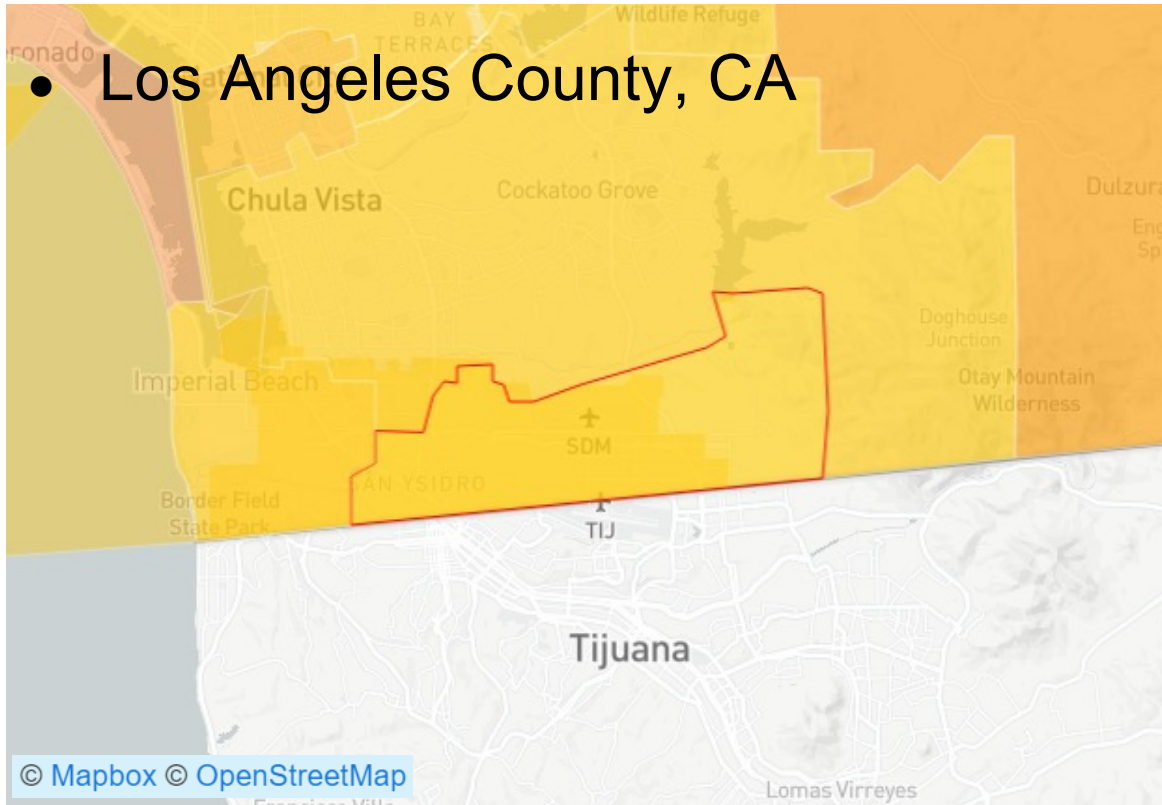 BAY
TERRACES
Wildlife Refuge
• Los Angeles County, CA
Chula Vista
Cockatoo Grove
Dulzura
Doghouse
Junction
Imperial Beach
Otay Mountain
Wilderness
SDM
SAN YSIDRO
Border Field
State Park
TIJ
Tijuana
© Mapbox © OpenStreetMap
Lomas Virreyes